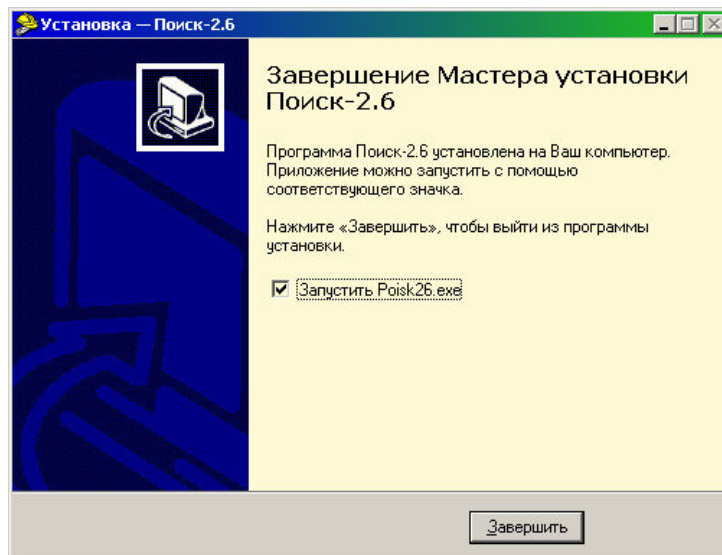 Установка — Поиск-2.6
Завершение Мастера установки
Поиск-2.6
Программа Поиск-2.6 установлена на Ваш компьютер.
Приложение можно запустить с помощью
соответствующего значка.
Нажмите «Завершить», чтобы выйти из программы
установки.
Запустить Poisk26.exe
Завершить